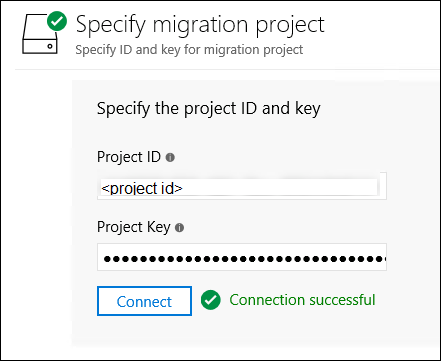 Specify migration project
Specify ID and key for migration project
Specify the project ID and key
Project ID
<project id>
Project Key
●●●●●●●●●●●●●●●●●●●●●●●●●●●●●●●●
Connect
Connection successful